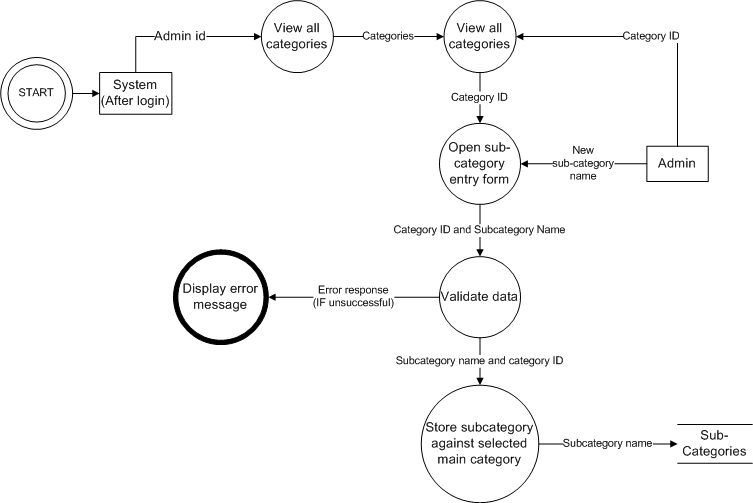 START
System
(After login)
Admin id
View all
categories
Categories
View all
categories
Category ID
Category ID
Open sub-
category
entry form
New
sub-category
name
Admin
Category ID and Subcategory Name
Display error
message
Error response
(IF unsuccessful)
Validate data
Subcategory name and category ID
Store subcategory
against selected
main category
Subcategory name
Sub-
Categories